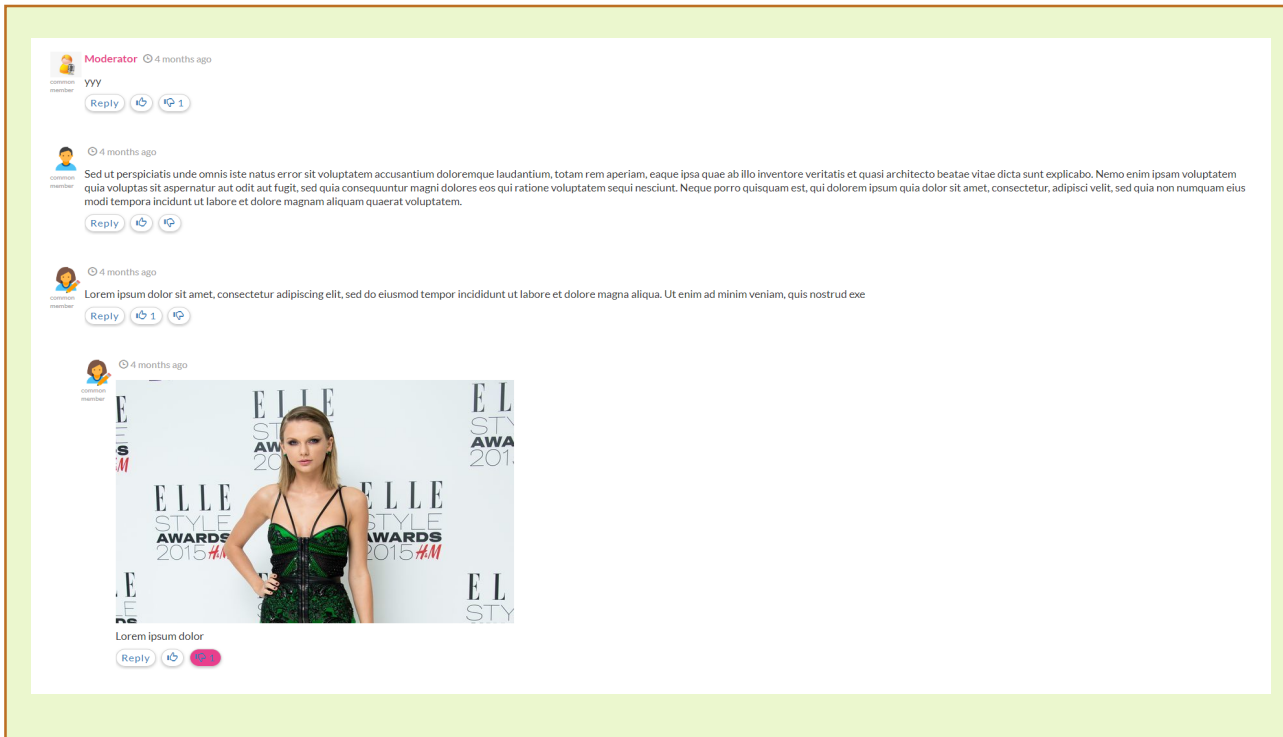 Moderator 4 months ago
common member
yyy
Reply 1
4 months ago
common member
Sed ut perspiciatis unde omnis iste natus error sit voluptatem accusantium doloremque laudantium, totam rem aperiam, eaque ipsa quae ab illo inventore veritatis et quasi architecto beatae vitae dicta sunt explicabo. Nemo enim ipsam voluptatem
quia voluptas sit aspernatur aut odit aut fugit, sed quia consequuntur magni dolores eos qui ratione voluptatem sequi nesciunt. Neque porro quisquam est, qui dolorem ipsum quia dolor sit amet, consectetur, adipisci velit, sed quia non numquam eius
modi tempora incidunt ut labore et dolore magnam aliquam quaerat voluptatem.
Reply
4 months ago
common member
Lorem ipsum dolor sit amet, consectetur adipiscing elit, sed do eiusmod tempor incididunt ut labore et dolore magna aliqua. Ut enim ad minim veniam, quis nostrud exe
Reply 1
4 months ago
common member
ELLE
STYLE
AWARDS
2015 H&M
ELLE
STYLE
AWARDS
2015 H&M
Lorem ipsum dolor
Reply 1